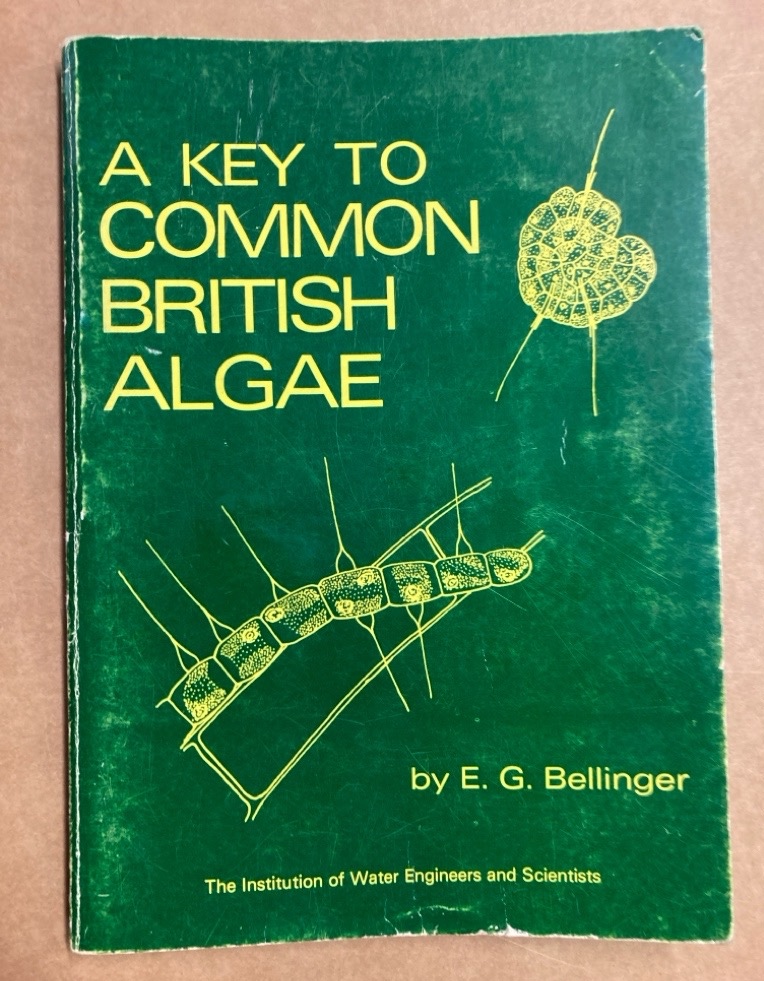 A KEY TO
COMMON
BRITISH
ALGAE
by E. G. Bellinger
The Institution of Water Engineers and Scientists